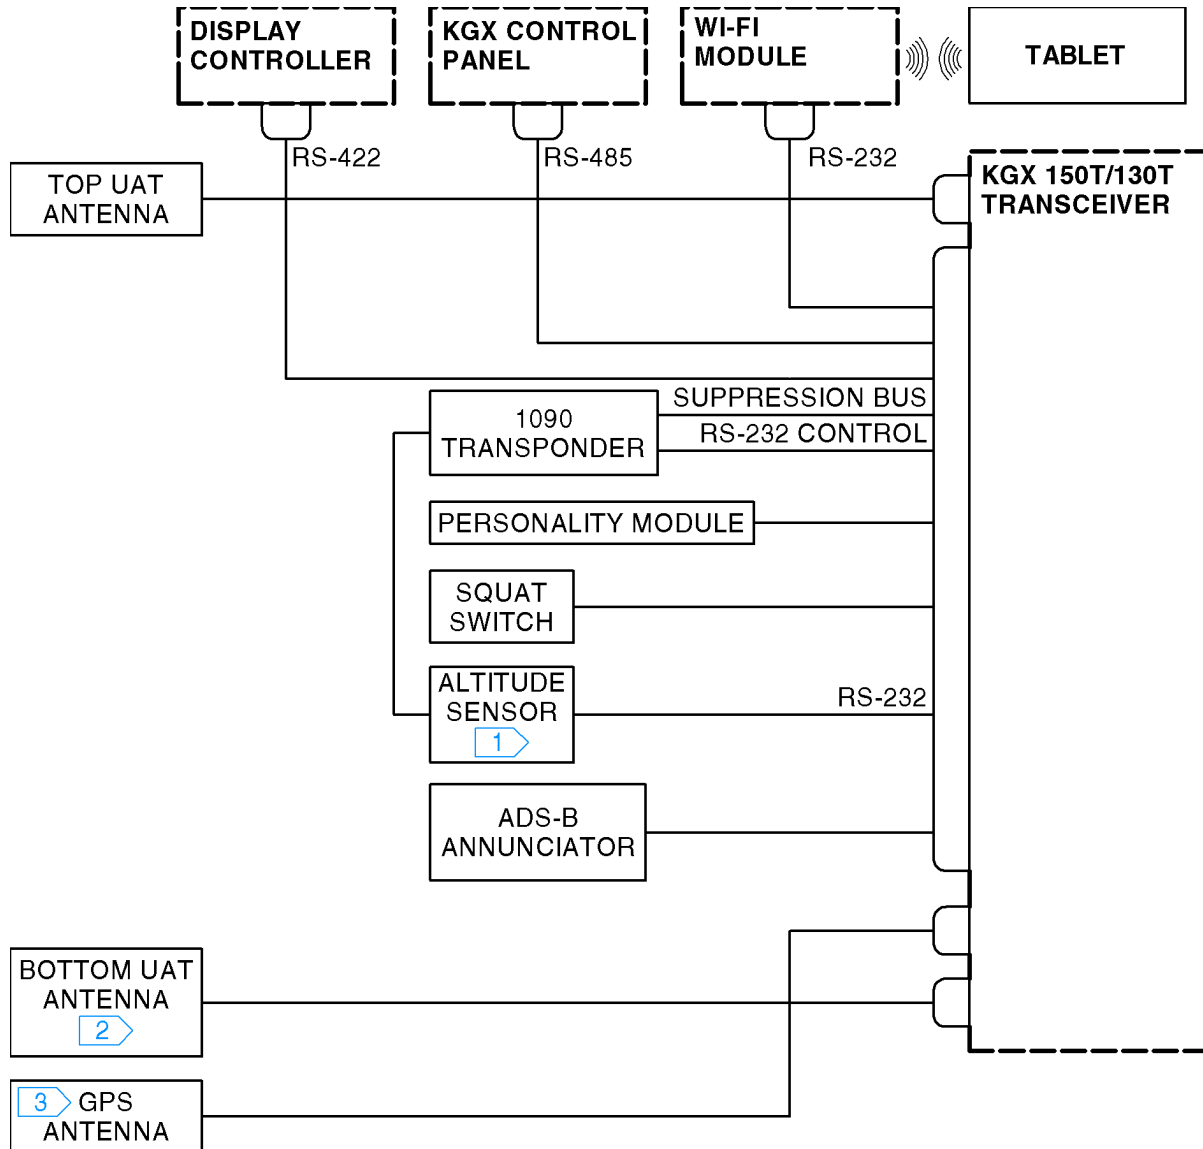 DISPLAY
CONTROLLER
KGX CONTROL
PANEL
WI-FI
MODULE
TABLET
RS-422
RS-485
RS-232
TOP UAT
ANTENNA
KGX 150T/130T
TRANSCEIVER
SUPPRESSION BUS
1090
TRANSPONDER
RS-232 CONTROL
PERSONALITY MODULE
SQUAT
SWITCH
ALTITUDE
SENSOR
1
RS-232
ADS-B
ANNUNCIATOR
BOTTOM UAT
ANTENNA
2
3 GPS
ANTENNA